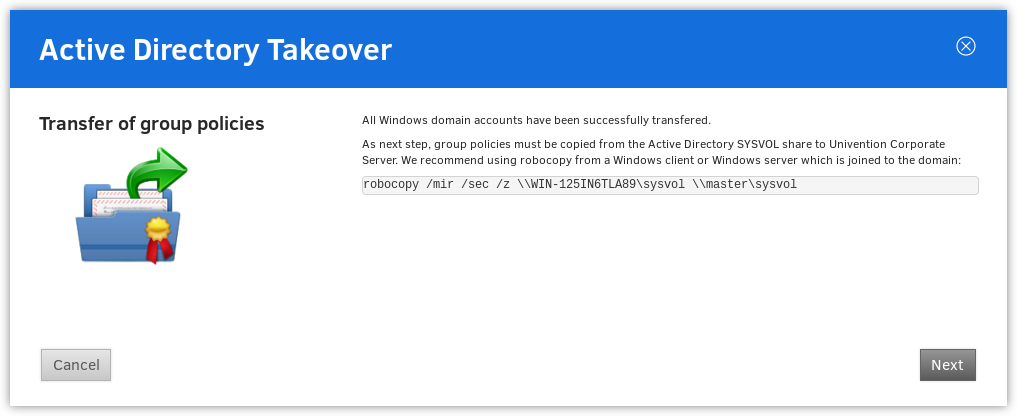 Active Directory Takeover
Transfer of group policies
All Windows domain accounts have been successfully transfered.
As next step, group policies must be copied from the Active Directory SYSVOL share to Univention Corporate
Server. We recommend using robocopy from a Windows client or Windows server which is joined to the domain:
robocopy /mir /sec /z \\WIN-125IN6TLA89\sysvol \\master\sysvol
Cancel
Next